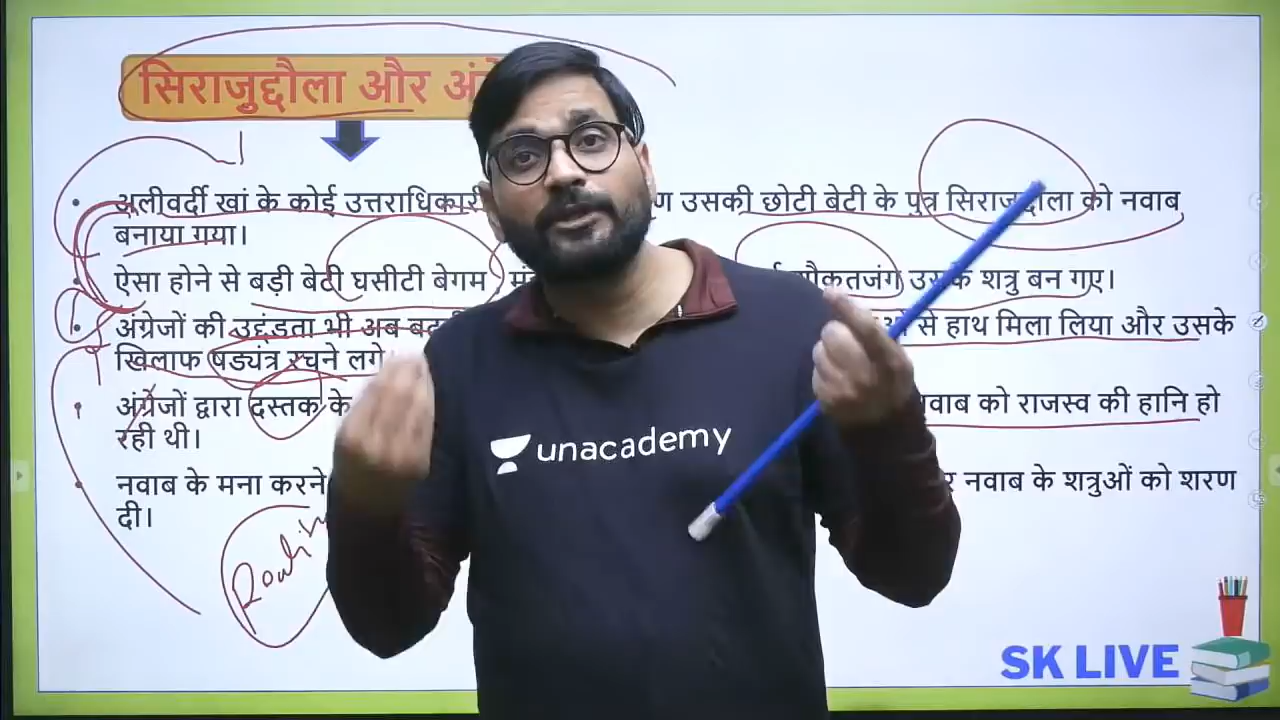 सिराजुद्दौला और
अलीवर्दी खां के कोई उत्तराधिकारी उसकी छोटी बेटी के पुत्र सिराजुद्दौला को नवाब
बनाया गया।
ऐसा होने से बड़ी बेटी घसीटी बेगम, उसके शत्रु बन गए।
अंग्रेजों की उद्दंडता भी अब से हाथ मिला लिया और उसके
खिलाफ षड्यंत्र रचने लगे।
अंग्रेजों द्वारा दस्तक के नवाब को राजस्व की हानि हो
रही थी।
नवाब के मना करने नवाब के शत्रुओं को शरण
दी।
unacademy
SK LIVE